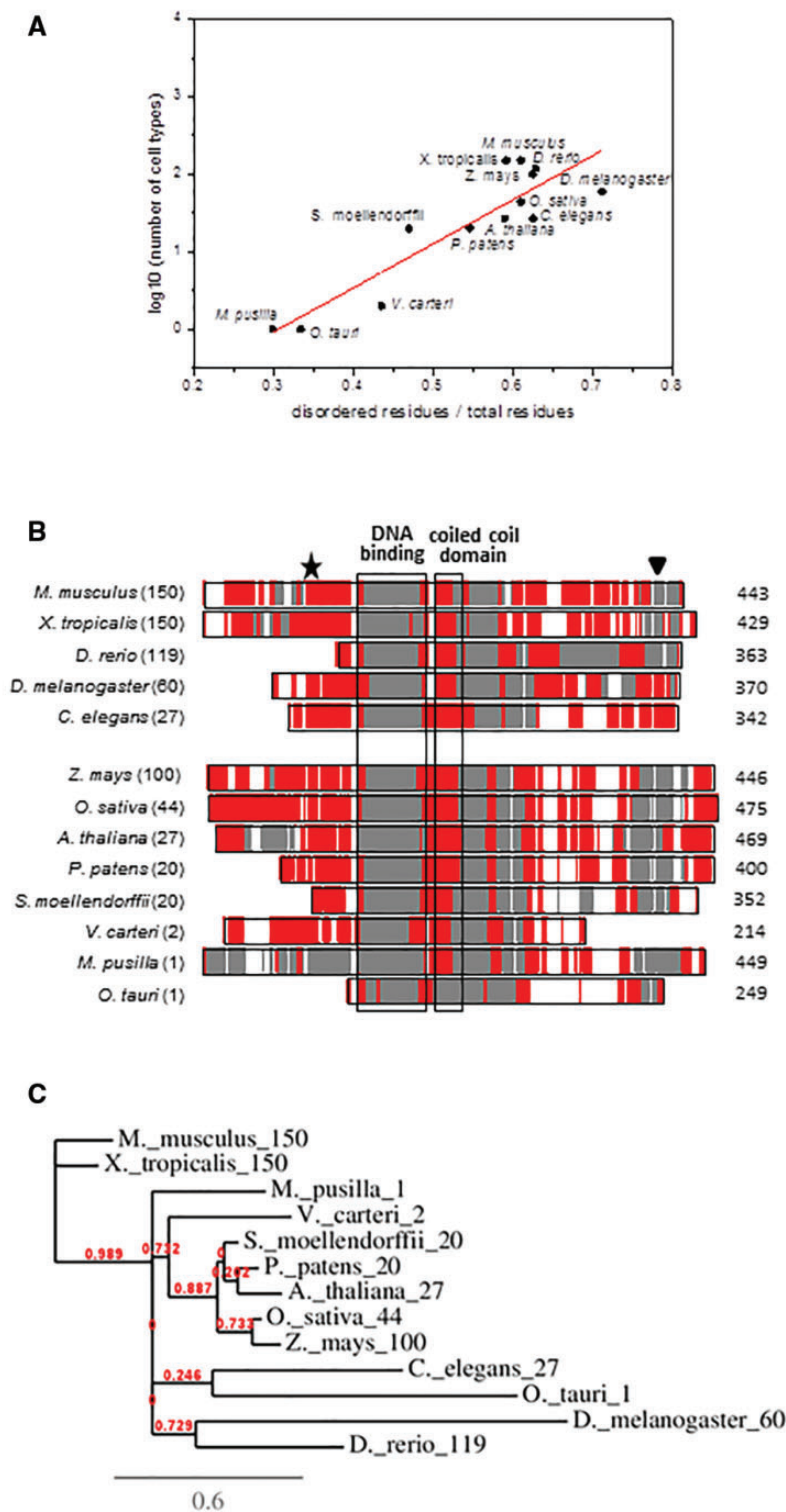 A
log10 (number of cell types)
4
3
2
1
0
M. musculus
X. tropicalis
D. rerio
Z. mays
D. melanogaster
O. sativa
S. moellendorffii
C. elegans
A. thaliana
P. patens
V. carteri
M. pusilla
O. tauri
0.2 0.3 0.4 0.5 0.6 0.7 0.8
disordered residues / total residues
B
DNA binding
coiled coil domain
M. musculus (150) 443
X. tropicalis (150) 429
D. rerio (119) 363
D. melanogaster (60) 370
C. elegans (27) 342
Z. mays (100) 446
O. sativa (44) 475
A. thaliana (27) 469
P. patens (20) 400
S. moellendorffii (20) 352
V. carteri (2) 214
M. pusilla (1) 449
O. tauri (1) 249
C
M._musculus_150
X._tropicalis_150
M._pusilla_1
V._carteri_2
0.989
0.732
S._moellendorffii_20
0
P._patens_20
0.202
0.887
A._thaliana_27
O._sativa_44
0.733
Z._mays_100
0
C._elegans_27
0.246
O._tauri_1
0
D._melanogaster_60
0.729
D._rerio_119
0.6